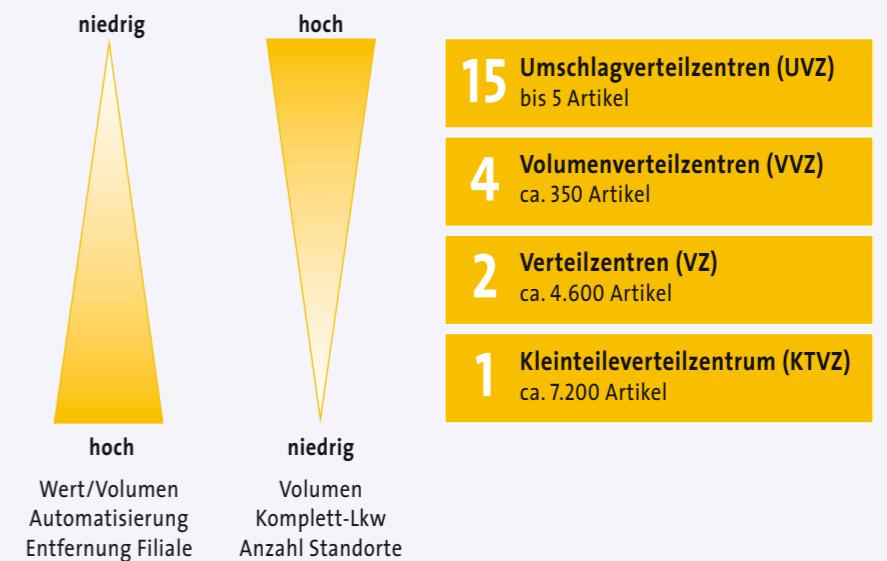 niedrig
hoch
hoch
Wert/Volumen
Automatisierung
Entfernung Filiale
niedrig
Volumen
Komplett-Lkw
Anzahl Standorte
15
Umschlagverteilzentren (UVZ)
bis 5 Artikel
4
Volumenverteilzentren (VVZ)
ca. 350 Artikel
2
Verteilzentren (VZ)
ca. 4.600 Artikel
1
Kleinteileverteilzentrum (KTVZ)
ca. 7.200 Artikel